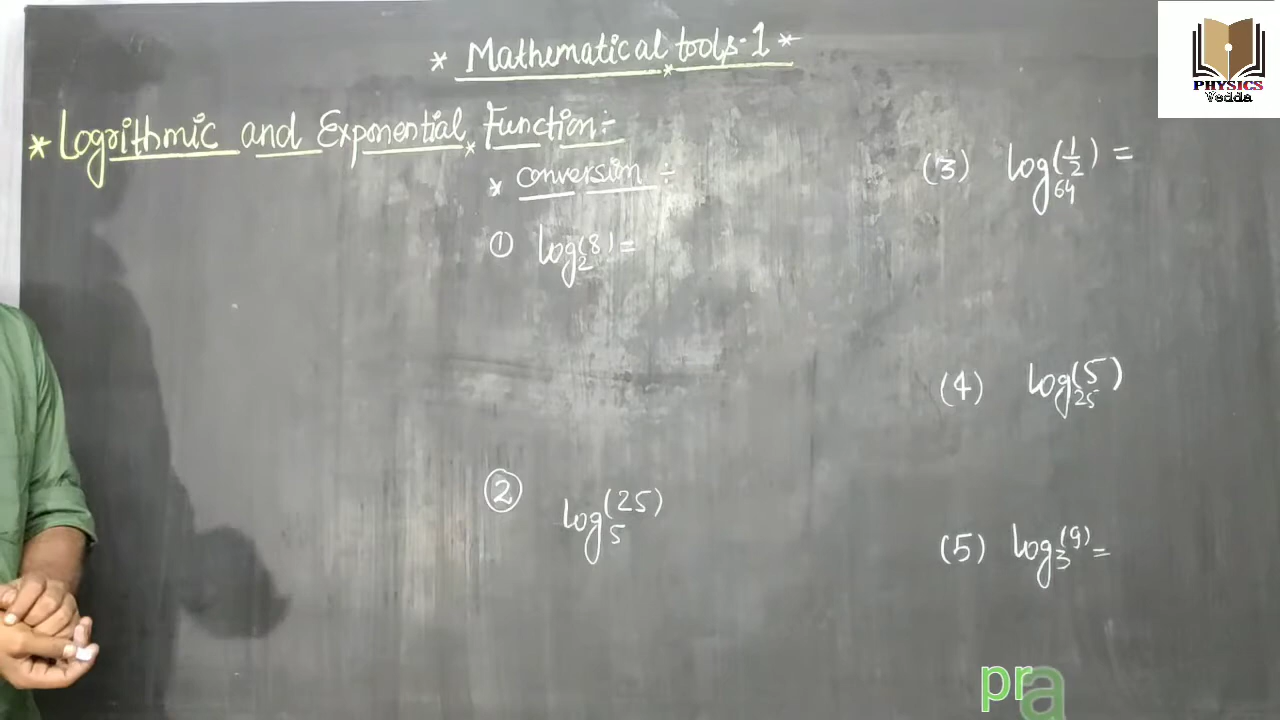 * Mathematical tools-1 *
* Logrithmic and Exponential Function:-
* conversion :-
① log₂(8) =
② log₅(25)
(3) log₆₄(1/2) =
(4) log₂₅(5)
(5) log₃(9) =
PHYSICS
Vedda
pra